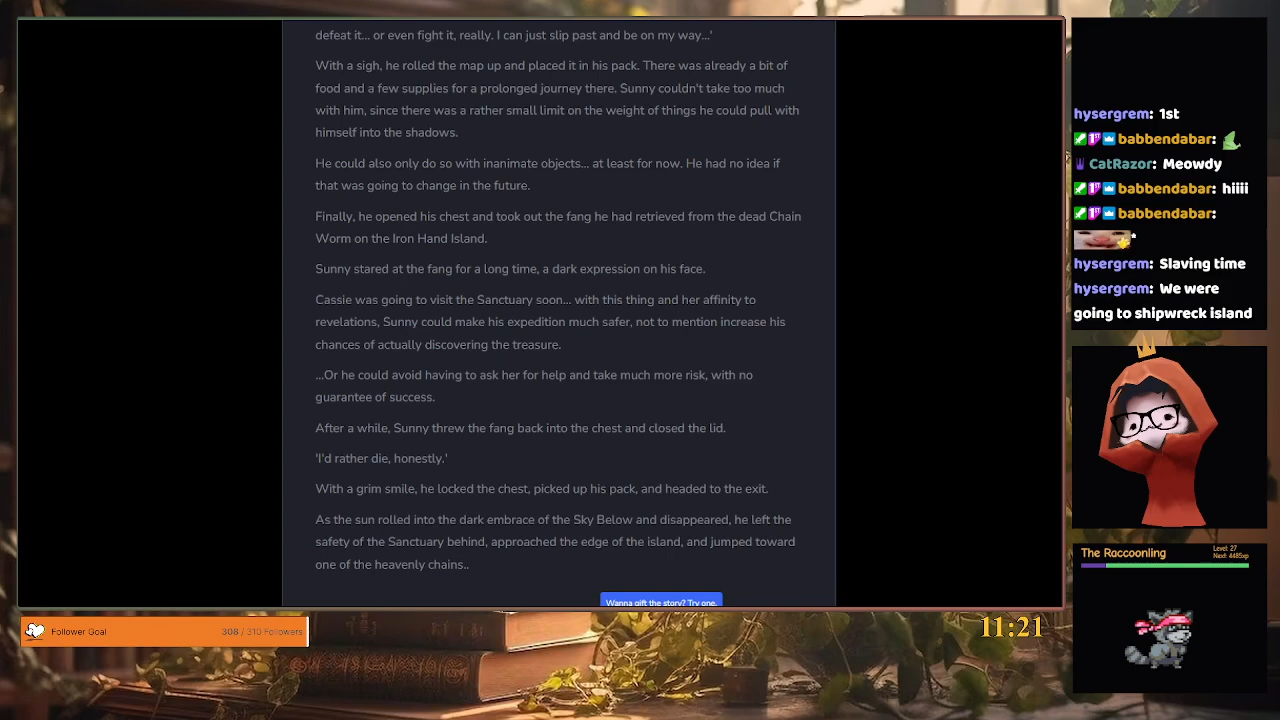 defeat it... or even fight it, really. I can just slip past and be on my way...'
With a sigh, he rolled the map up and placed it in his pack. There was already a bit of
food and a few supplies for a prolonged journey there. Sunny couldn't take too much
with him, since there was a rather small limit on the weight of things he could pull with
himself into the shadows.
He could also only do so with inanimate objects... at least for now. He had no idea if
that was going to change in the future.
Finally, he opened his chest and took out the fang he had retrieved from the dead Chain
Worm on the Iron Hand Island.
Sunny stared at the fang for a long time, a dark expression on his face.
Cassie was going to visit the Sanctuary soon... with this thing and her affinity to
revelations, Sunny could make his expedition much safer, not to mention increase his
chances of actually discovering the treasure.
...Or he could avoid having to ask her for help and take much more risk, with no
guarantee of success.
After a while, Sunny threw the fang back into the chest and closed the lid.
'I'd rather die, honestly.'
With a grim smile, he locked the chest, picked up his pack, and headed to the exit.
As the sun rolled into the dark embrace of the Sky Below and disappeared, he left the
safety of the Sanctuary behind, approached the edge of the island, and jumped toward
one of the heavenly chains..
Wanna gift the story? Try one.
hysergrem: 1st
babbendabar:
CatRazor: Meowdy
babbendabar: hiiii
babbendabar:
hysergrem: Slaving time
hysergrem: We were
going to shipwreck island
The Raccoonling
Level: 27
Next: 4485xp
Follower Goal
308 / 310 Followers
11:21